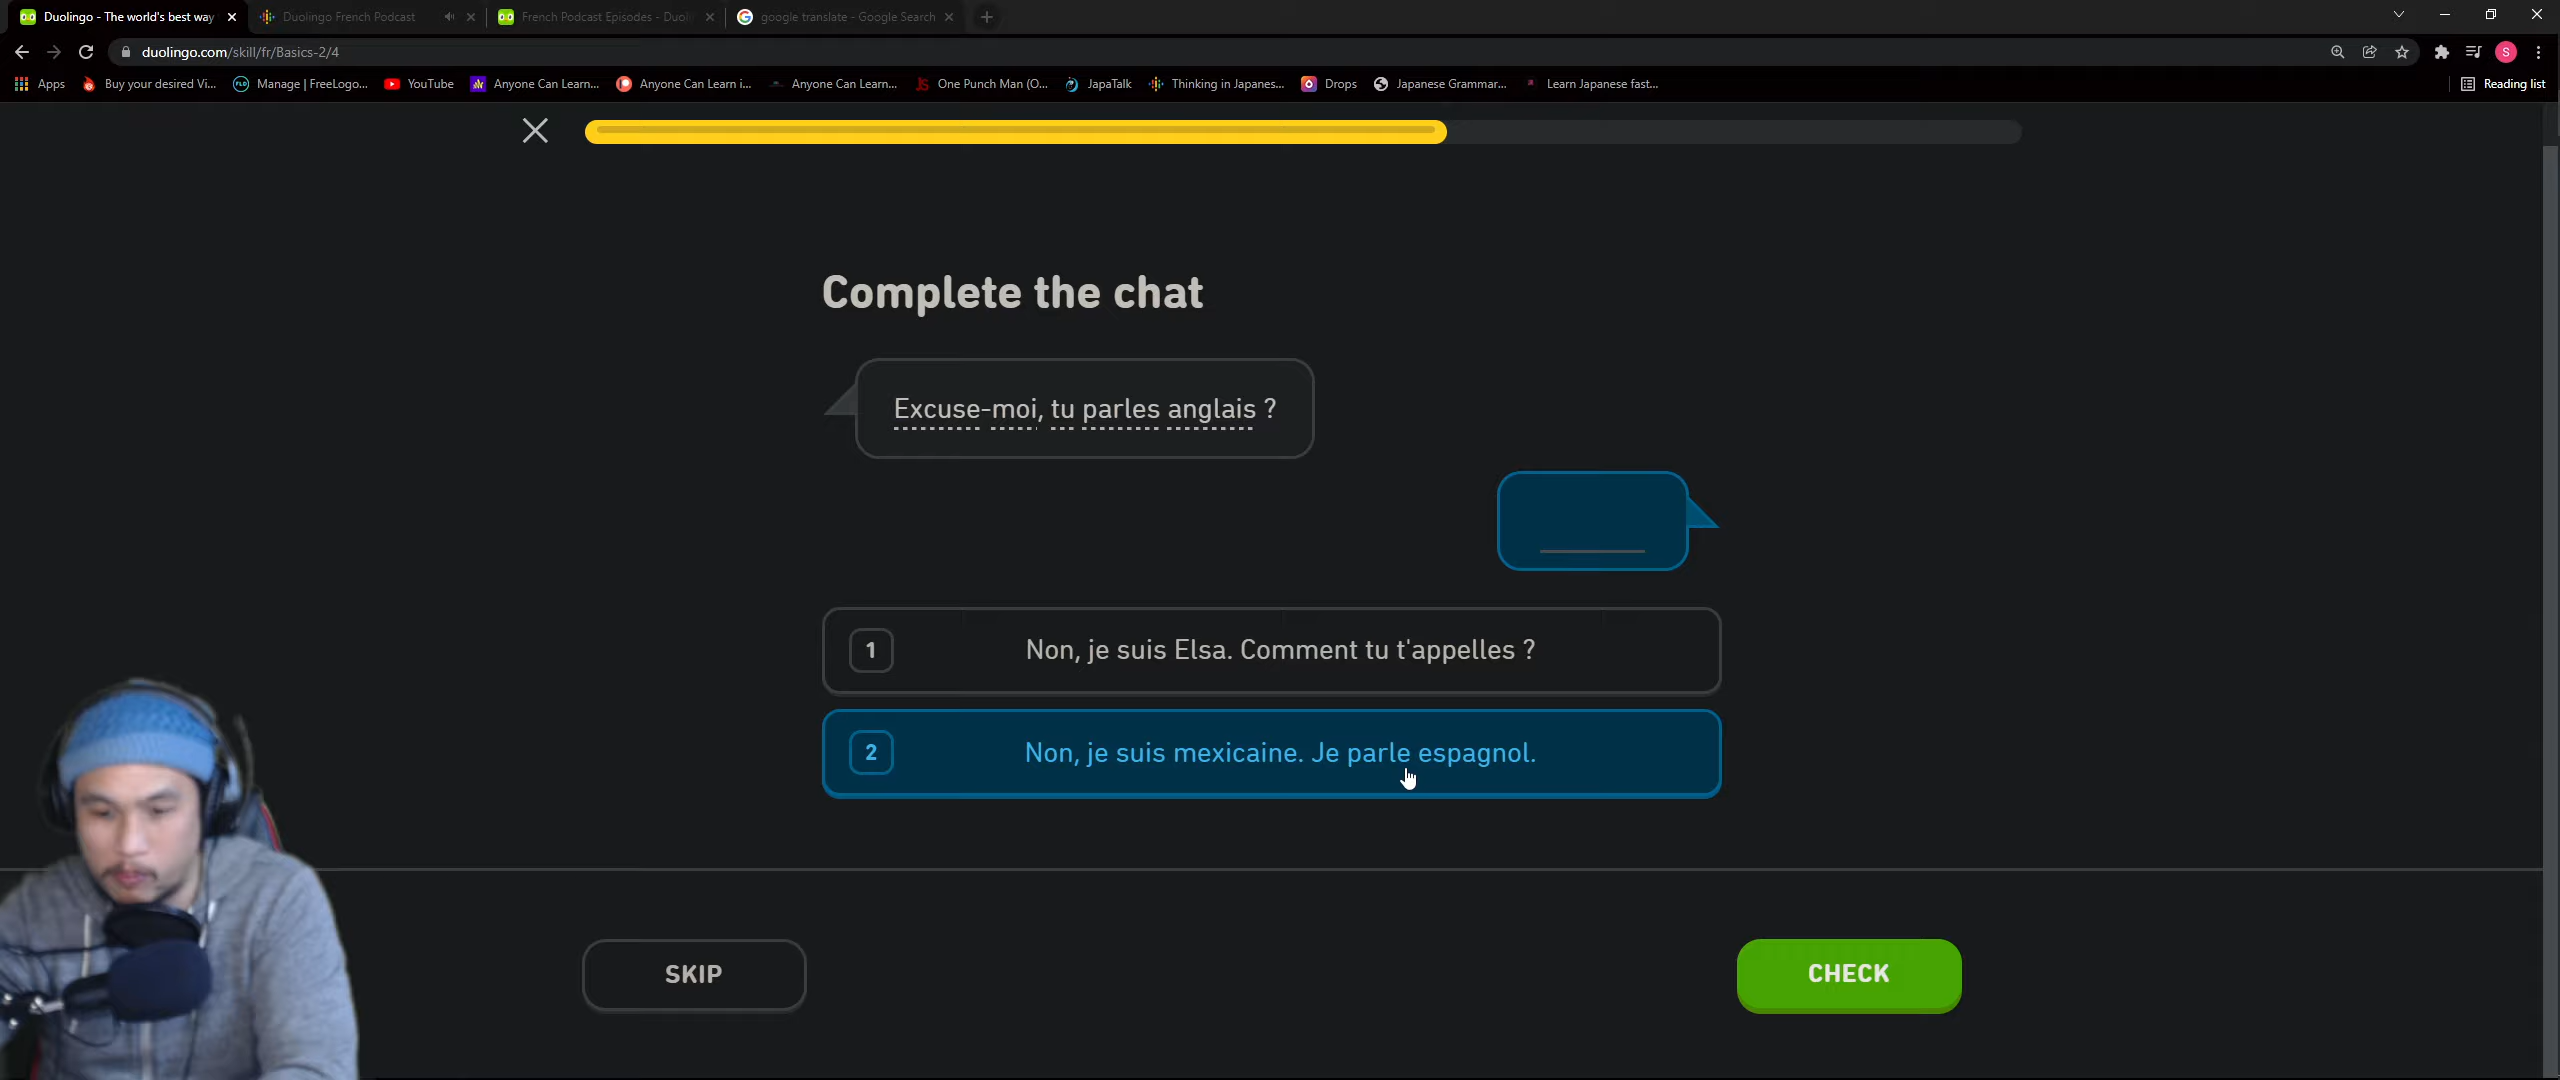 Duolingo - The world's best way
Duolingo French Podcast
French Podcast Episodes - Duoli
google translate - Google Search
duolingo.com/skill/fr/Basics-2/4
S
Apps
Buy your desired Vi...
FLD
Manage | FreeLogo...
YouTube
Anyone Can Learn...
Anyone Can Learn i...
Anyone Can Learn...
One Punch Man (O...
JapaTalk
Thinking in Japanes...
Drops
Japanese Grammar...
Learn Japanese fast...
Reading list
Complete the chat
Excuse-moi, tu parles anglais ?
1 Non, je suis Elsa. Comment tu t'appelles ?
2 Non, je suis mexicaine. Je parle espagnol.
SKIP
CHECK